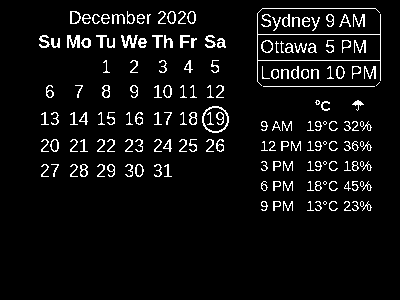 December 2020
Su Mo Tu We Th Fr Sa
1 2 3 4 5
6 7 8 9 10 11 12
13 14 15 16 17 18 19
20 21 22 23 24 25 26
27 28 29 30 31
Sydney 9 AM
Ottawa 5 PM
London 10 PM
°C ☂
9 AM 19°C 32%
12 PM 19°C 36%
3 PM 19°C 18%
6 PM 18°C 45%
9 PM 13°C 23%